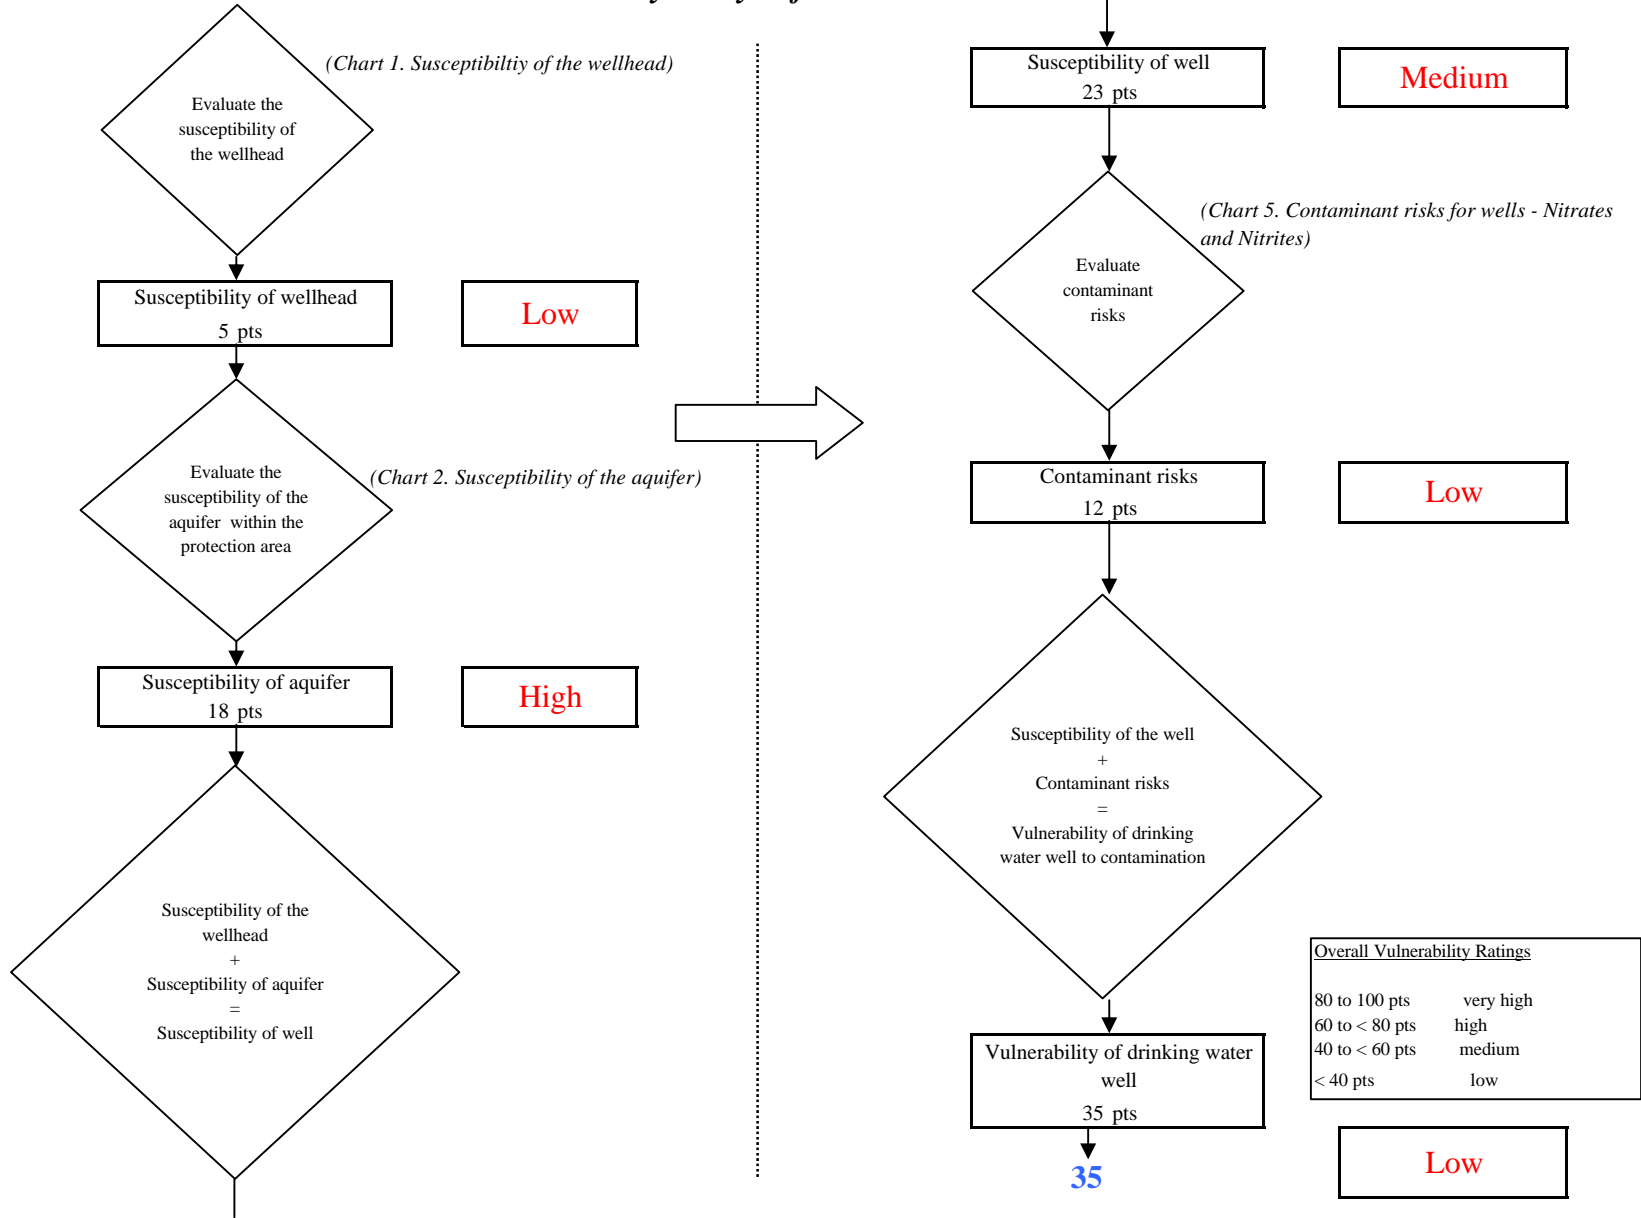 (Chart 1. Susceptibiltiy of the wellhead)
Evaluate the
susceptibility of
the wellhead
Susceptibility of wellhead
5 pts
Low
Evaluate the
susceptibility of the
aquifer within the
protection area
(Chart 2. Susceptibility of the aquifer)
Susceptibility of aquifer
18 pts
High
Susceptibility of the
wellhead
+
Susceptibility of aquifer
=
Susceptibility of well
Susceptibility of well
23 pts
Medium
(Chart 5. Contaminant risks for wells - Nitrates
and Nitrites)
Evaluate
contaminant
risks
Contaminant risks
12 pts
Low
Susceptibility of the well
+
Contaminant risks
=
Vulnerability of drinking
water well to contamination
Overall Vulnerability Ratings
80 to 100 pts very high
60 to < 80 pts high
40 to < 60 pts medium
< 40 pts low
Vulnerability of drinking water
well
35 pts
35
Low